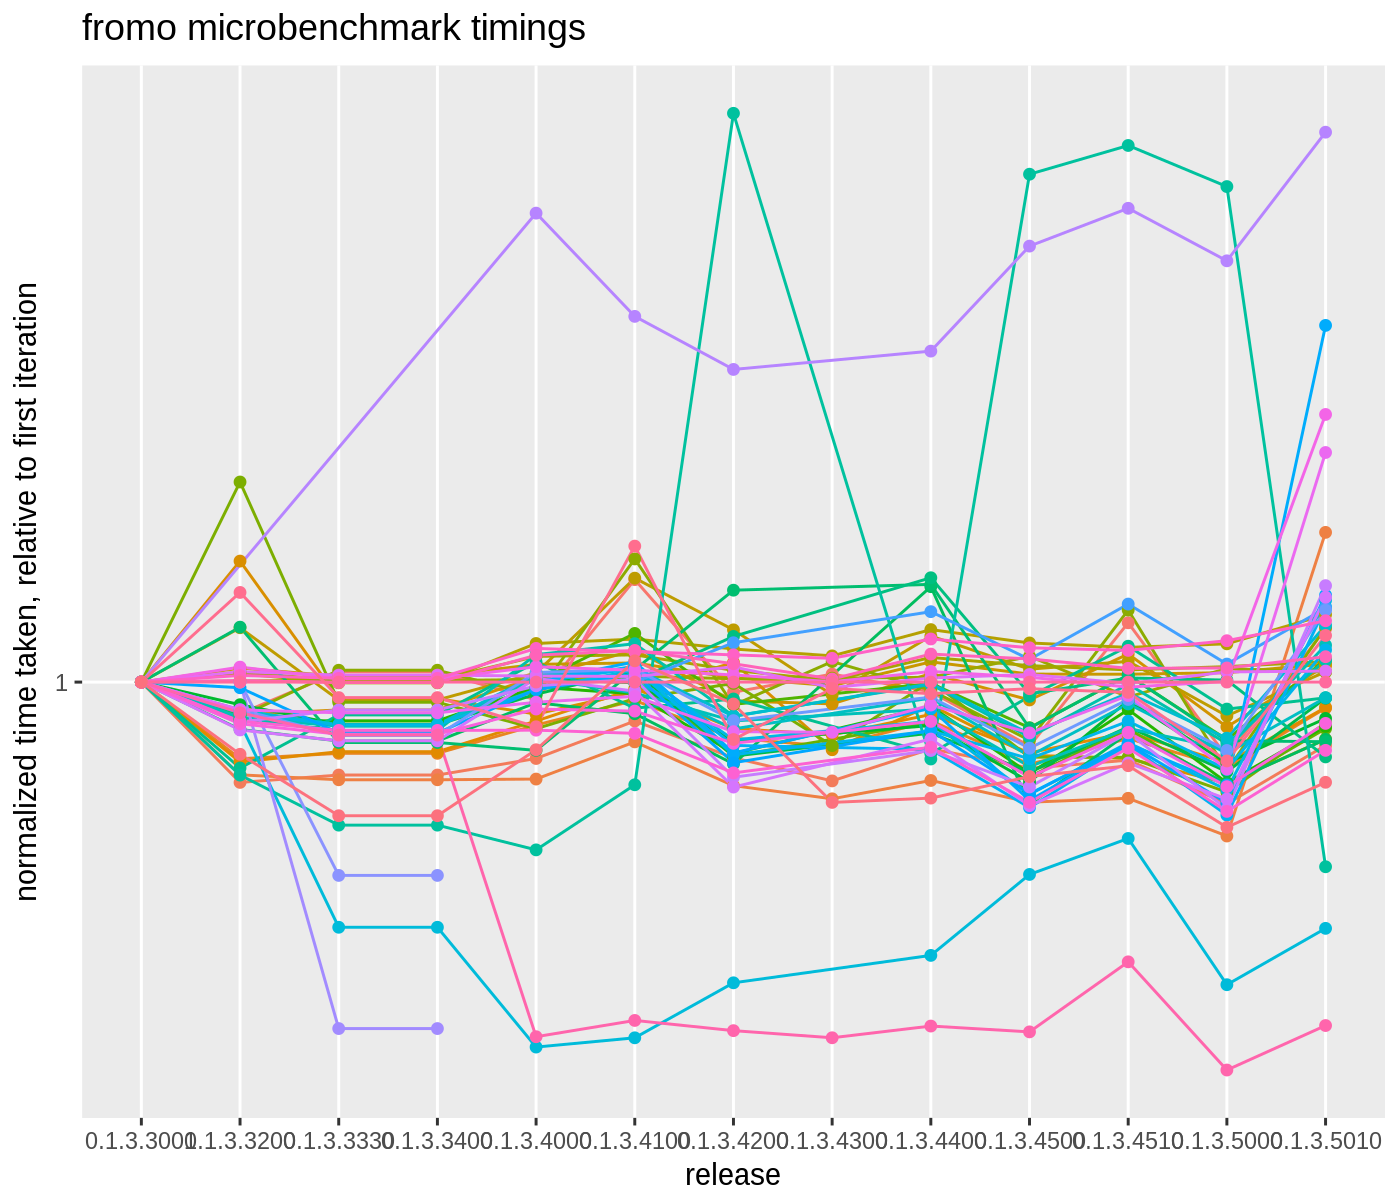 fromo microbenchmark timings
normalized time taken, relative to first iteration
1
0.1.3.3001 0.1.3.3200 0.1.3.3330 0.1.3.3400 0.1.3.4000 0.1.3.4100 0.1.3.4200 0.1.3.4300 0.1.3.4400 0.1.3.4500 0.1.3.4510 0.1.3.5000 0.1.3.5010
release